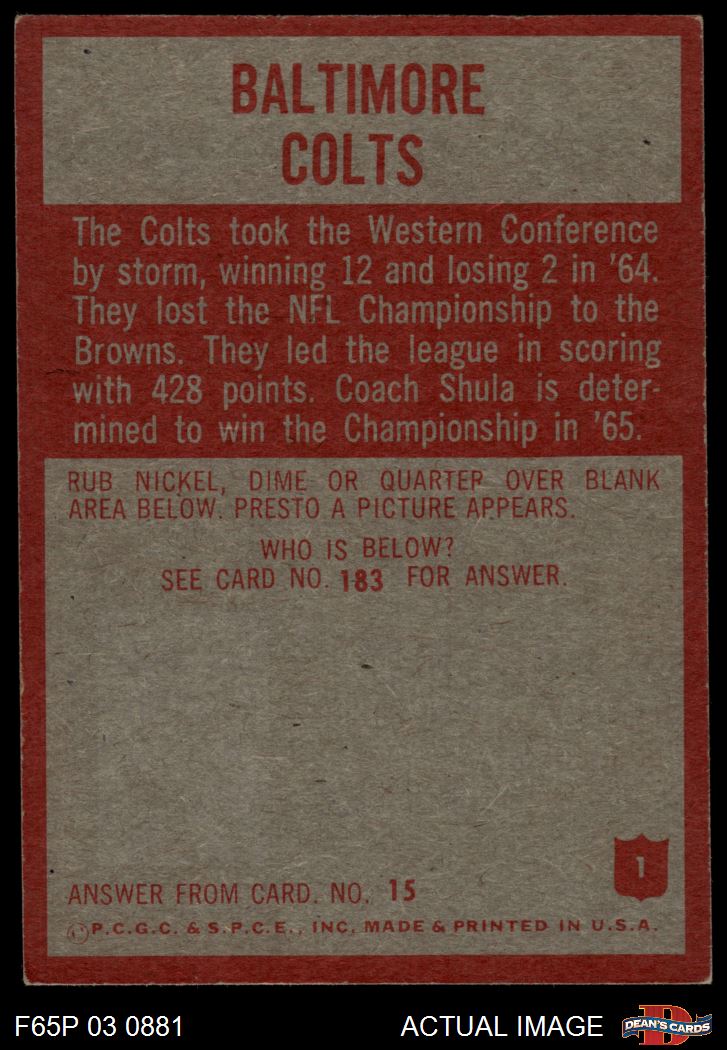 BALTIMORE
COLTS
The Colts took the Western Conference
by storm, winning 12 and losing 2 in '64.
They lost the NFL Championship to the
Browns. They led the league in scoring
with 428 points. Coach Shula is deter-
mined to win the Championship in '65.
RUB NICKEL, DIME OR QUARTER OVER BLANK
AREA BELOW. PRESTO A PICTURE APPEARS.
WHO IS BELOW?
SEE CARD NO. 183 FOR ANSWER.
1
ANSWER FROM CARD. NO. 15
©P.C.G.C. & S.P.C.E., INC. MADE & PRINTED IN U.S.A.
F65P 03 0881 ACTUAL IMAGE D DEAN'S CARDS